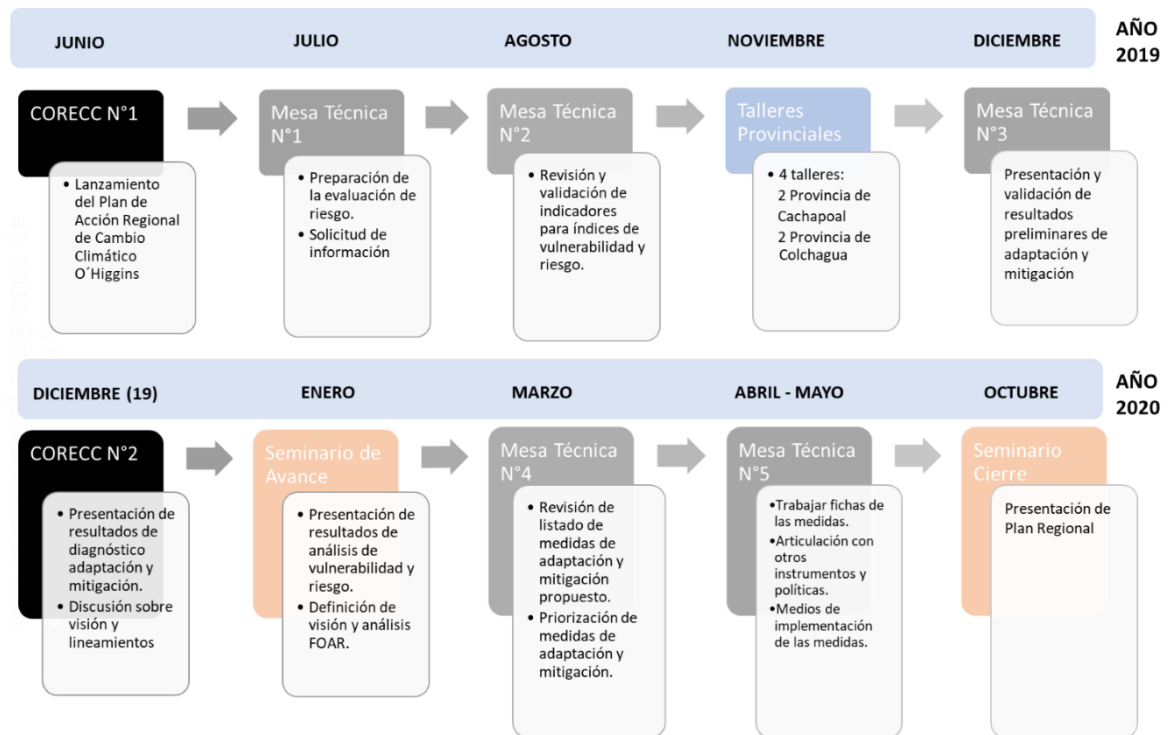 JUNIO
JULIO
AGOSTO
NOVIEMBRE
DICIEMBRE
AÑO
2019
CORECC N°1
• Lanzamiento
del Plan de
Acción Regional
de Cambio
Climático
O´Higgins
Mesa Técnica
N°1
• Preparación de
la evaluación de
riesgo.
• Solicitud de
información
Mesa Técnica
N°2
• Revisión y
validación de
indicadores
para índices de
vulnerabilidad y
riesgo.
Talleres
Provinciales
• 4 talleres:
2 Provincia de
Cachapoal
2 Provincia de
Colchagua
Mesa Técnica
N°3
Presentación y
validación de
resultados
preliminares de
adaptación y
mitigación
DICIEMBRE (19)
ENERO
MARZO
ABRIL - MAYO
OCTUBRE
AÑO
2020
CORECC N°2
• Presentación de
resultados de
diagnóstico
adaptación y
mitigación.
• Discusión sobre
visión y
lineamientos
Seminario de
Avance
• Presentación de
resultados de
análisis de
vulnerabilidad y
riesgo.
• Definición de
visión y análisis
FOAR.
Mesa Técnica
N°4
• Revisión de
listado de
medidas de
adaptación y
mitigación
propuesto.
• Priorización de
medidas de
adaptación y
mitigación.
Mesa Técnica
N°5
•Trabajar fichas de
las medidas.
•Articulación con
otros
instrumentos y
políticas.
•Medios de
implementación
de las medidas.
Seminario
Cierre
Presentación de
Plan Regional